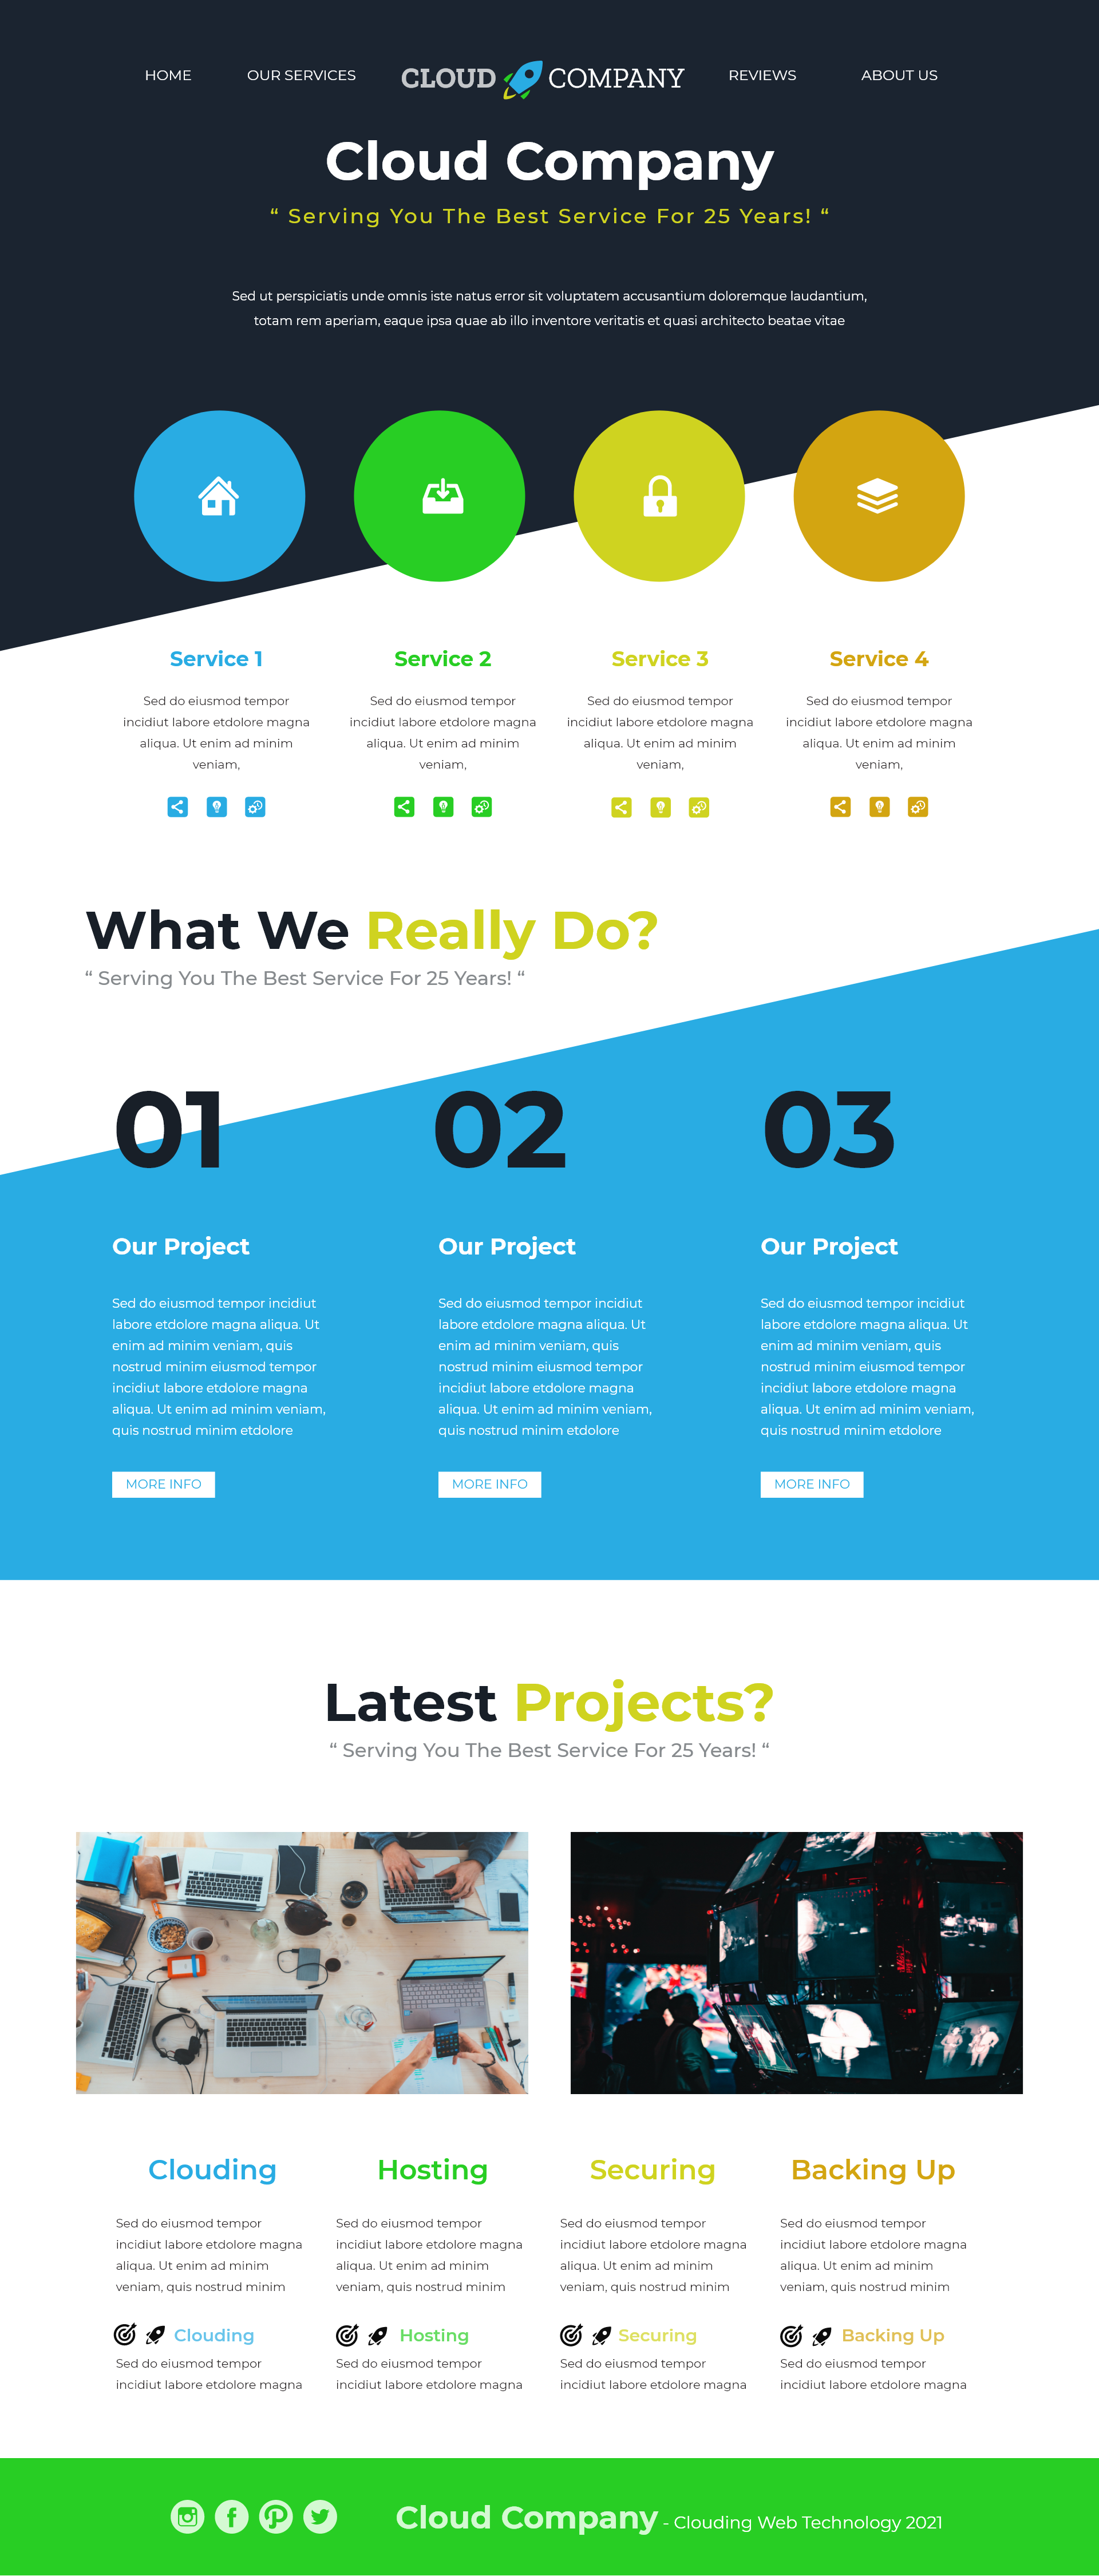 HOME
OUR SERVICES
CLOUD COMPANY
REVIEWS
ABOUT US
Cloud Company
“ Serving You The Best Service For 25 Years! “
Sed ut perspiciatis unde omnis iste natus error sit voluptatem accusantium doloremque laudantium,
totam rem aperiam, eaque ipsa quae ab illo inventore veritatis et quasi architecto beatae vitae
Service 1
Sed do eiusmod tempor
incidiut labore etdolore magna
aliqua. Ut enim ad minim
veniam,
Service 2
Sed do eiusmod tempor
incidiut labore etdolore magna
aliqua. Ut enim ad minim
veniam,
Service 3
Sed do eiusmod tempor
incidiut labore etdolore magna
aliqua. Ut enim ad minim
veniam,
Service 4
Sed do eiusmod tempor
incidiut labore etdolore magna
aliqua. Ut enim ad minim
veniam,
What We Really Do?
“ Serving You The Best Service For 25 Years! “
01
Our Project
Sed do eiusmod tempor incidiut
labore etdolore magna aliqua. Ut
enim ad minim veniam, quis
nostrud minim eiusmod tempor
incidiut labore etdolore magna
aliqua. Ut enim ad minim veniam,
quis nostrud minim etdolore
MORE INFO
02
Our Project
Sed do eiusmod tempor incidiut
labore etdolore magna aliqua. Ut
enim ad minim veniam, quis
nostrud minim eiusmod tempor
incidiut labore etdolore magna
aliqua. Ut enim ad minim veniam,
quis nostrud minim etdolore
MORE INFO
03
Our Project
Sed do eiusmod tempor incidiut
labore etdolore magna aliqua. Ut
enim ad minim veniam, quis
nostrud minim eiusmod tempor
incidiut labore etdolore magna
aliqua. Ut enim ad minim veniam,
quis nostrud minim etdolore
MORE INFO
Latest Projects?
“ Serving You The Best Service For 25 Years! “
Clouding
Sed do eiusmod tempor
incidiut labore etdolore magna
aliqua. Ut enim ad minim
veniam, quis nostrud minim
Clouding
Sed do eiusmod tempor
incidiut labore etdolore magna
Hosting
Sed do eiusmod tempor
incidiut labore etdolore magna
aliqua. Ut enim ad minim
veniam, quis nostrud minim
Hosting
Sed do eiusmod tempor
incidiut labore etdolore magna
Securing
Sed do eiusmod tempor
incidiut labore etdolore magna
aliqua. Ut enim ad minim
veniam, quis nostrud minim
Securing
Sed do eiusmod tempor
incidiut labore etdolore magna
Backing Up
Sed do eiusmod tempor
incidiut labore etdolore magna
aliqua. Ut enim ad minim
veniam, quis nostrud minim
Backing Up
Sed do eiusmod tempor
incidiut labore etdolore magna
Cloud Company - Clouding Web Technology 2021